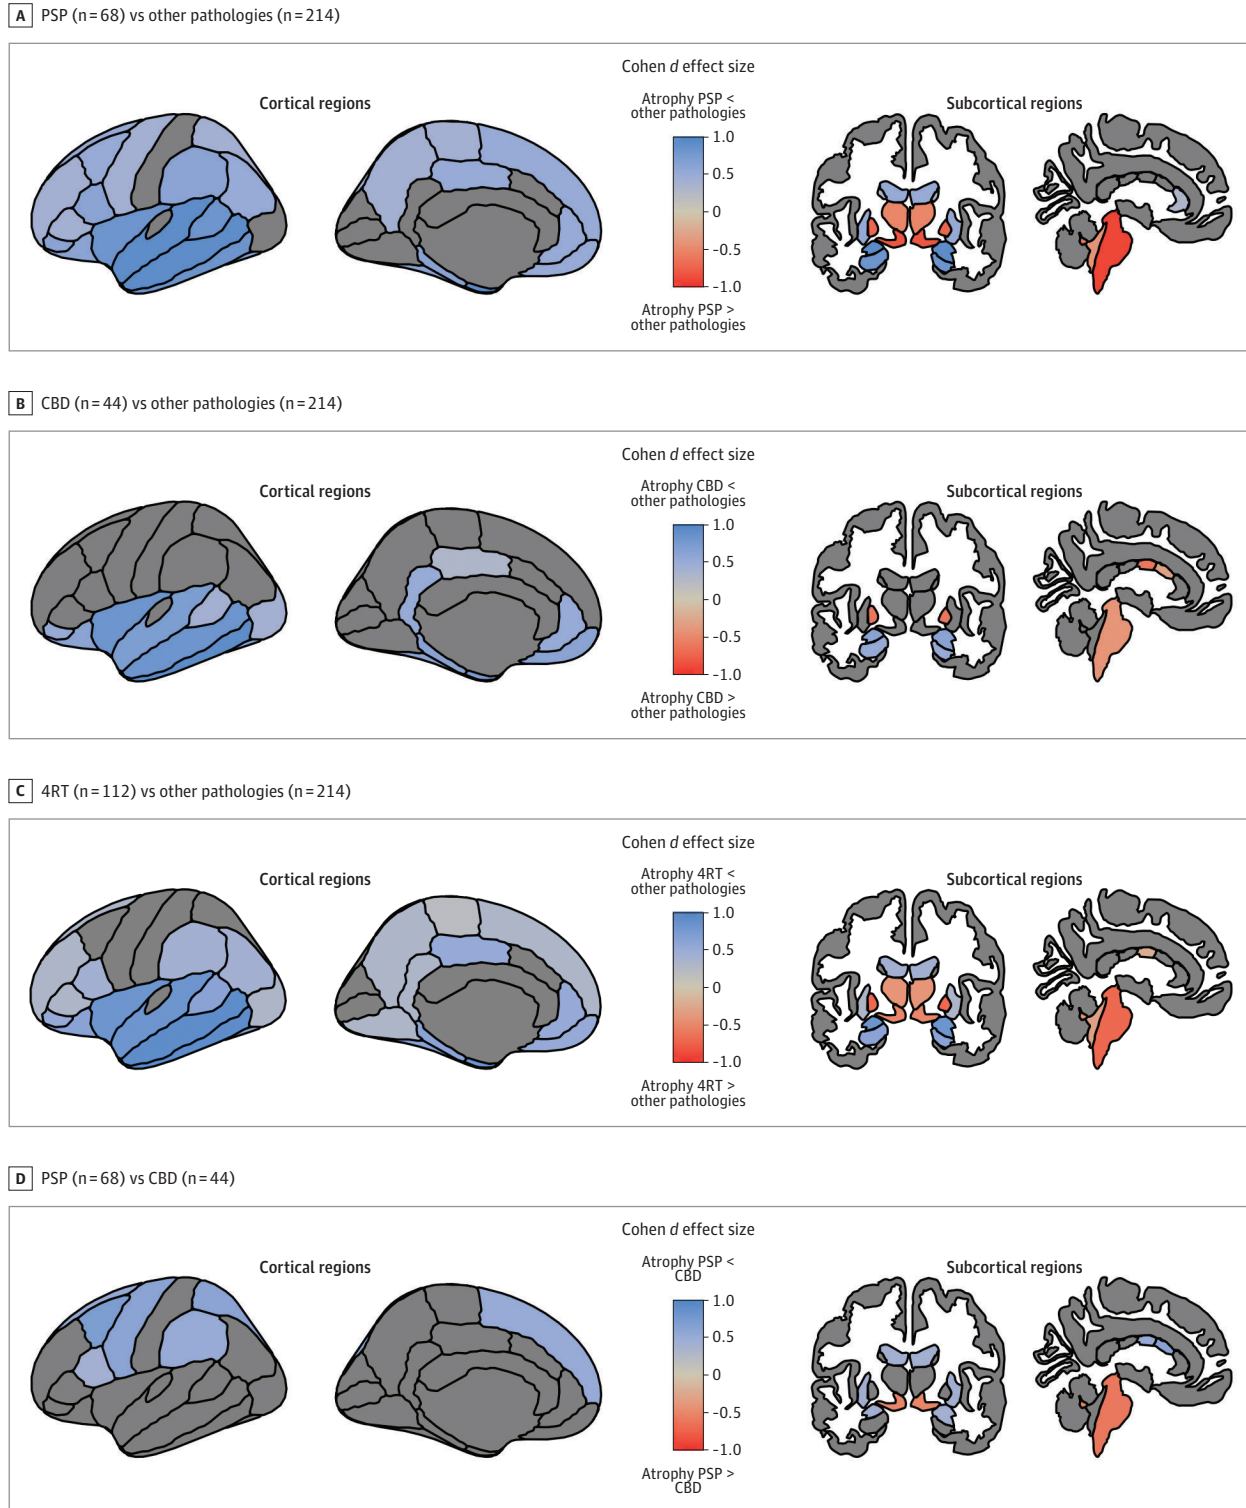 A PSP (n=68) vs other pathologies (n=214)
Cohen d effect size
Cortical regions
Atrophy PSP <
other pathologies
Subcortical regions
1.0
0.5
0
-0.5
-1.0
Atrophy PSP >
other pathologies
B CBD (n=44) vs other pathologies (n=214)
Cohen d effect size
Cortical regions
Atrophy CBD <
other pathologies
Subcortical regions
1.0
0.5
0
-0.5
-1.0
Atrophy CBD >
other pathologies
C 4RT (n=112) vs other pathologies (n=214)
Cohen d effect size
Cortical regions
Atrophy 4RT <
other pathologies
Subcortical regions
1.0
0.5
0
-0.5
-1.0
Atrophy 4RT >
other pathologies
D PSP (n=68) vs CBD (n=44)
Cohen d effect size
Cortical regions
Atrophy PSP <
CBD
Subcortical regions
1.0
0.5
0
-0.5
-1.0
Atrophy PSP >
CBD